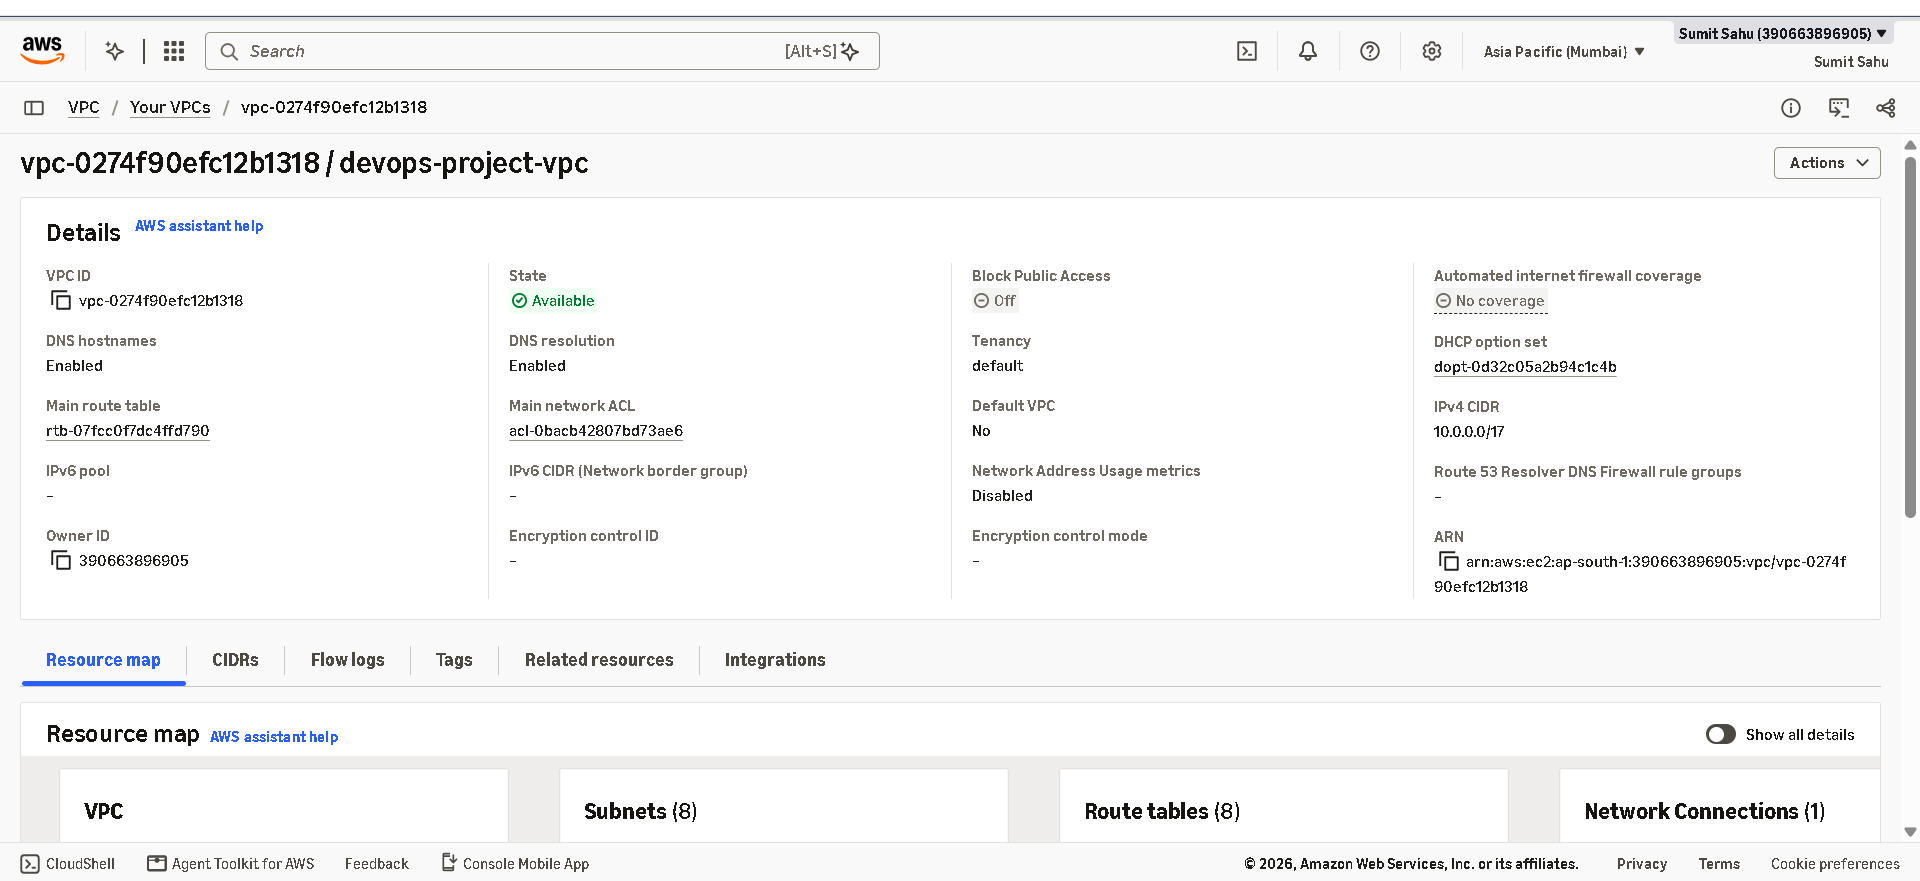 aws
Search [Alt+S]
Asia Pacific (Mumbai) ▼
Sumit Sahu (390663896905) ▼
Sumit Sahu
VPC / Your VPCs / vpc-0274f90efc12b1318
vpc-0274f90efc12b1318 / devops-project-vpc
Actions
Details AWS assistant help
VPC ID
vpc-0274f90efc12b1318
State
Available
Block Public Access
Off
Automated internet firewall coverage
No coverage
DNS hostnames
Enabled
DNS resolution
Enabled
Tenancy
default
DHCP option set
dopt-0d32c05a2b94c1c4b
Main route table
rtb-07fcc0f7dc4ffd790
Main network ACL
acl-0bacb42807bd73ae6
Default VPC
No
IPv4 CIDR
10.0.0.0/17
IPv6 pool
–
IPv6 CIDR (Network border group)
–
Network Address Usage metrics
Disabled
Route 53 Resolver DNS Firewall rule groups
–
Owner ID
390663896905
Encryption control ID
–
Encryption control mode
–
ARN
arn:aws:ec2:ap-south-1:390663896905:vpc/vpc-0274f
90efc12b1318
Resource map CIDRs Flow logs Tags Related resources Integrations
Resource map AWS assistant help
Show all details
VPC
Subnets (8)
Route tables (8)
Network Connections (1)
CloudShell Agent Toolkit for AWS Feedback Console Mobile App
© 2026, Amazon Web Services, Inc. or its affiliates. Privacy Terms Cookie preferences